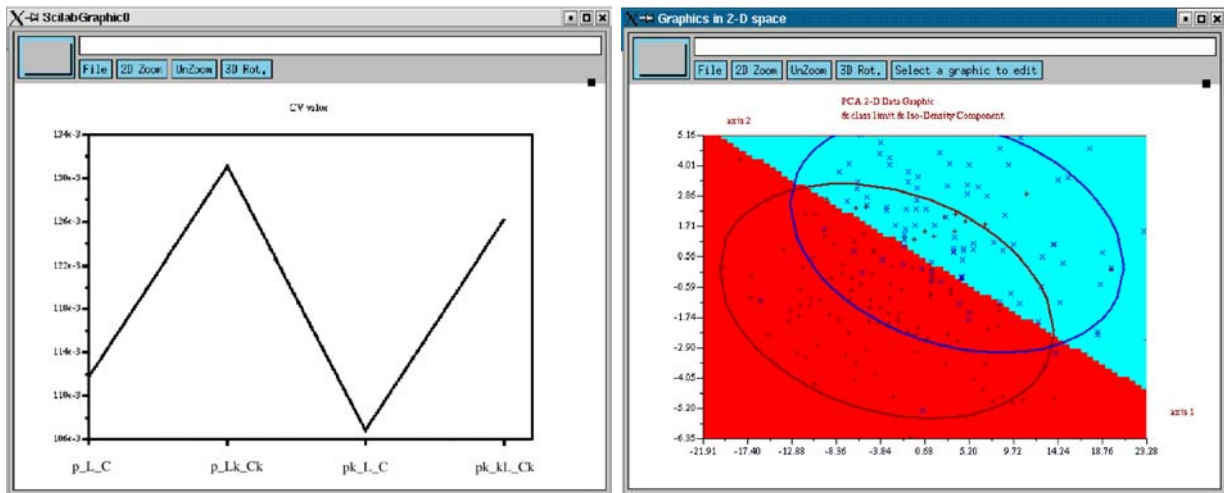 ScilabGraphic0
File 2D Zoom UnZoom 3D Rot.
CV value
134e-3
130e-3
126e-3
122e-3
118e-3
114e-3
110e-3
106e-3
p_L_C p_Lk_Ck pk_L_C pk_kL_Ck
Graphics in 2-D space
File 2D Zoom UnZoom 3D Rot. Select a graphic to edit
PCA 2-D Data Graphic
& class limit & Iso-Density Component
axis 2
5.16
4.01
2.86
1.71
0.56
-0.59
-1.74
-2.90
-4.05
-5.20
-6.35
axis 1
-21.91 -17.40 -12.88 -8.36 -3.84 0.68 5.20 9.72 14.24 18.76 23.28